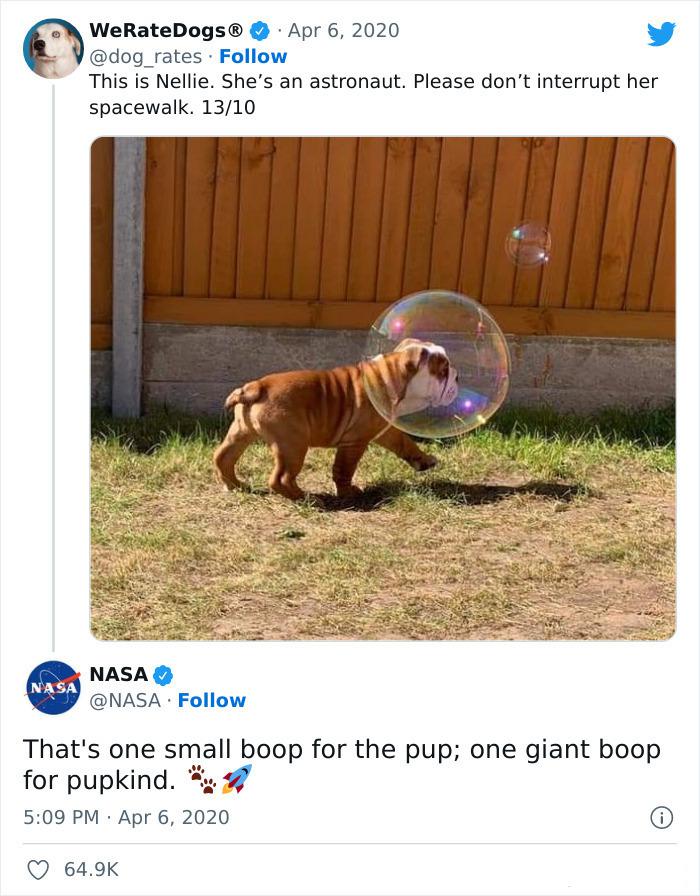 WeRateDogs® · Apr 6, 2020
@dog_rates · Follow
This is Nellie. She’s an astronaut. Please don’t interrupt her
spacewalk. 13/10
NASA
NASA
@NASA · Follow
That's one small boop for the pup; one giant boop
for pupkind. 🐾🚀
5:09 PM · Apr 6, 2020
64.9K